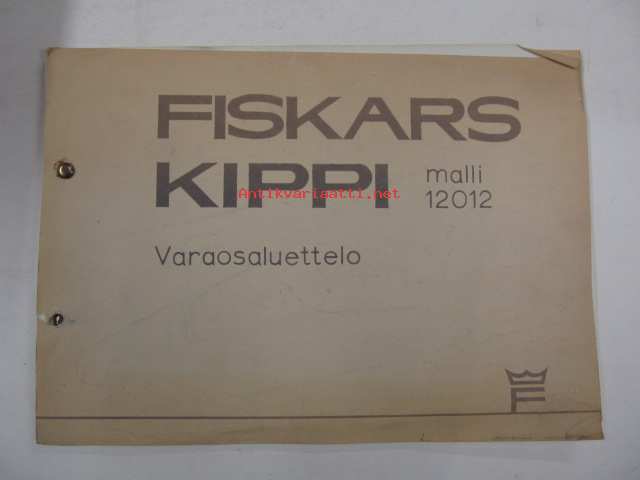 FISKARS
KIPPI malli 12012
Antikvariaatti.net
Varaosaluettelo
F